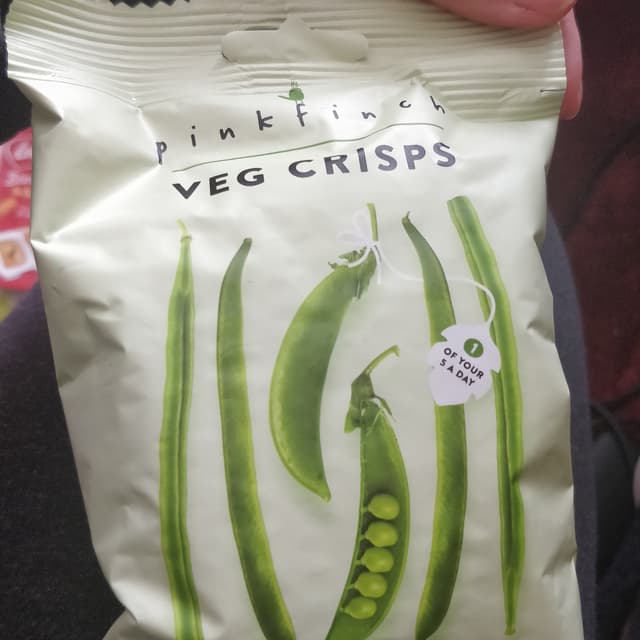 pinkfinch
VEG CRISPS
1
OF YOUR
5 A DAY